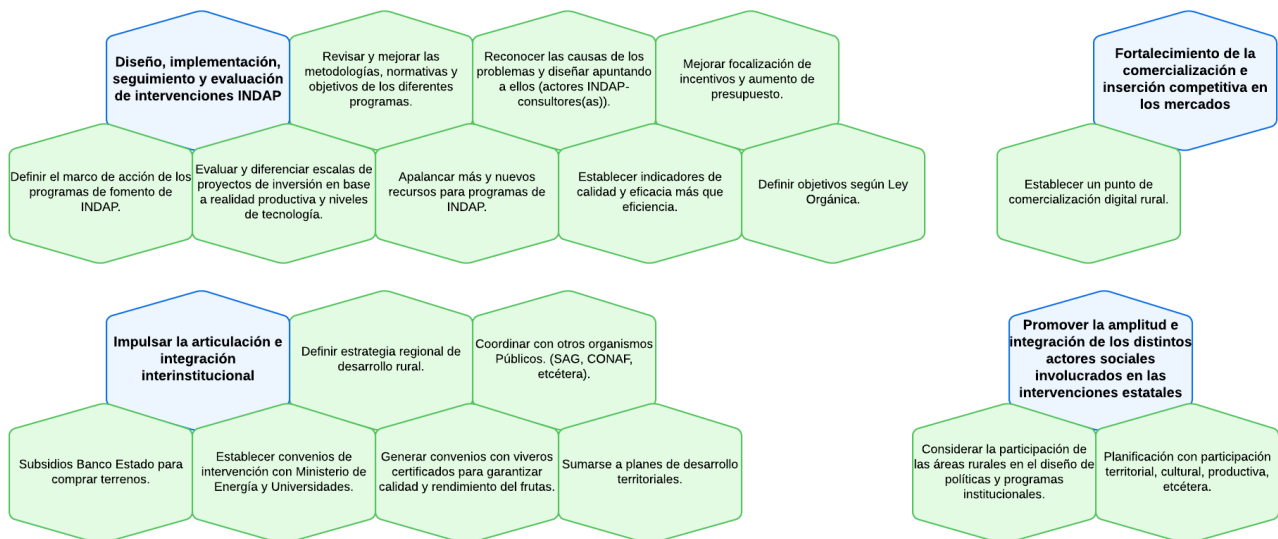 Diseño, implementación,
seguimiento y evaluación
de intervenciones INDAP
Revisar y mejorar las
metodologías, normativas y
objetivos de los diferentes
programas.
Reconocer las causas de los
problemas y diseñar apuntando
a ellos (actores INDAP-
consultores(as)).
Mejorar focalización de
incentivos y aumento de
presupuesto.
Definir el marco de acción de los
programas de fomento de
INDAP.
Evaluar y diferenciar escalas de
proyectos de inversión en base
a realidad productiva y niveles
de tecnología.
Apalancar más y nuevos
recursos para programas de
INDAP.
Establecer indicadores de
calidad y eficacia más que
eficiencia.
Definir objetivos según Ley
Orgánica.
Fortalecimiento de la
comercialización e
inserción competitiva en
los mercados
Establecer un punto de
comercialización digital rural.
Impulsar la articulación e
integración
interinstitucional
Definir estrategia regional de
desarrollo rural.
Coordinar con otros organismos
Públicos. (SAG, CONAF,
etcétera).
Subsidios Banco Estado para
comprar terrenos.
Establecer convenios de
intervención con Ministerio de
Energía y Universidades.
Generar convenios con viveros
certificados para garantizar
calidad y rendimiento del frutas.
Sumarse a planes de desarrollo
territoriales.
Promover la amplitud e
integración de los distintos
actores sociales
involucrados en las
intervenciones estatales
Considerar la participación de
las áreas rurales en el diseño de
políticas y programas
institucionales.
Planificación con participación
territorial, cultural, productiva,
etcétera.